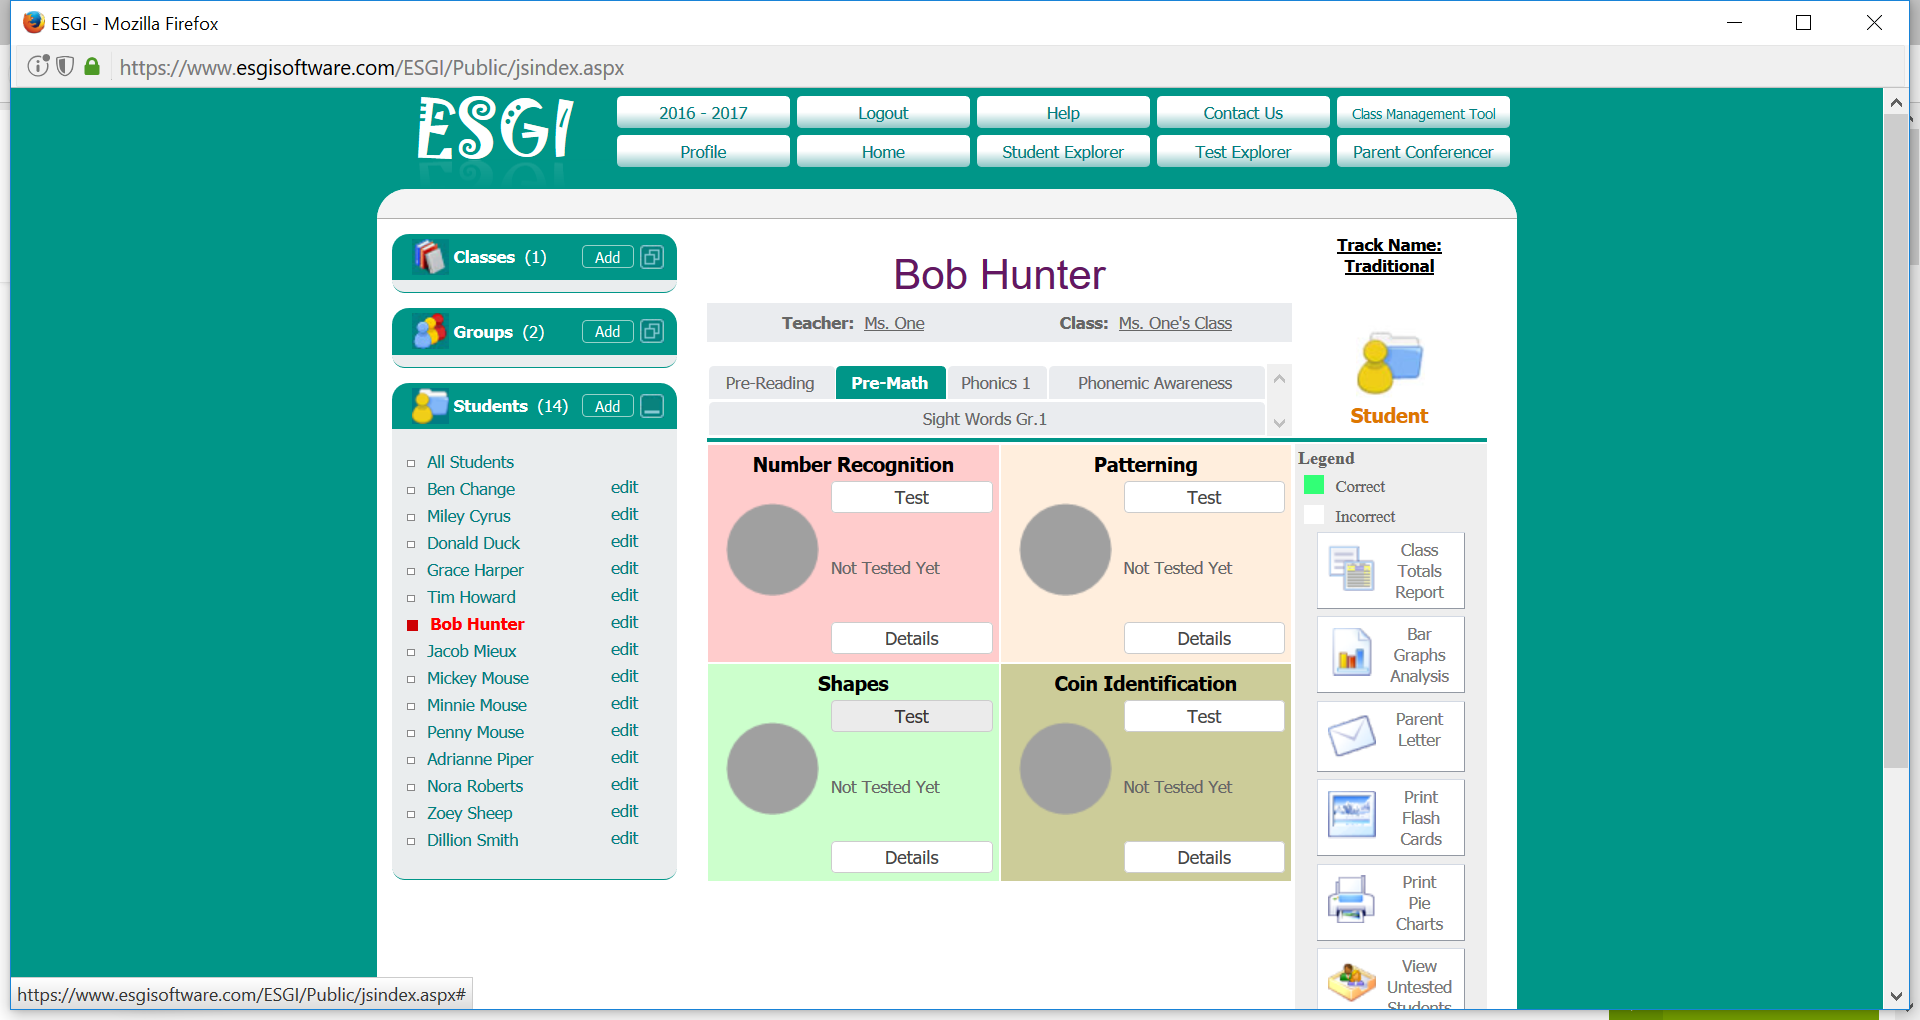 ESGI - Mozilla Firefox
https://www.esgisoftware.com/ESGI/Public/jsindex.aspx
ESGI
2016 - 2017
Logout
Help
Contact Us
Class Management Tool
Profile
Home
Student Explorer
Test Explorer
Parent Conferencer
Classes (1)
Add
Groups (2)
Add
Students (14)
Add
All Students
Ben Change edit
Miley Cyrus edit
Donald Duck edit
Grace Harper edit
Tim Howard edit
Bob Hunter edit
Jacob Mieux edit
Mickey Mouse edit
Minnie Mouse edit
Penny Mouse edit
Adrianne Piper edit
Nora Roberts edit
Zoey Sheep edit
Dillion Smith edit
Bob Hunter
Teacher: Ms. One
Class: Ms. One's Class
Pre-Reading
Pre-Math
Phonics 1
Phonemic Awareness
Sight Words Gr.1
Number Recognition
Test
Not Tested Yet
Details
Patterning
Test
Not Tested Yet
Details
Shapes
Test
Not Tested Yet
Details
Coin Identification
Test
Not Tested Yet
Details
Track Name:
Traditional
Student
Legend
Correct
Incorrect
Class
Totals
Report
Bar
Graphs
Analysis
Parent
Letter
Print
Flash
Cards
Print
Pie
Charts
View
Untested
Students
https://www.esgisoftware.com/ESGI/Public/jsindex.aspx#